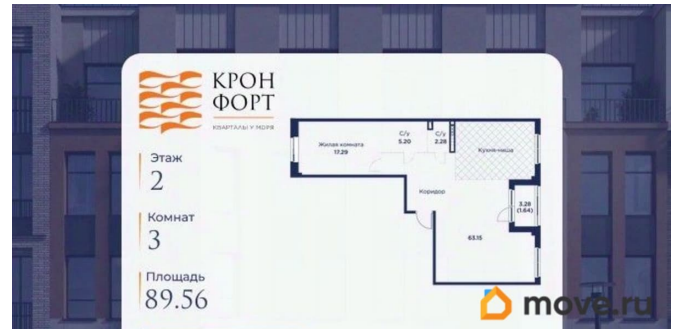 КРОН
ФОРТ
КВАРТАЛЫ У МОРЯ
Этаж
2
Комнат
3
Площадь
89.56
Жилая комната
17.29
С/у
5.20
С/у
2.28
Кухня-ниша
Коридор
3.28
(1.64)
63.15
move.ru